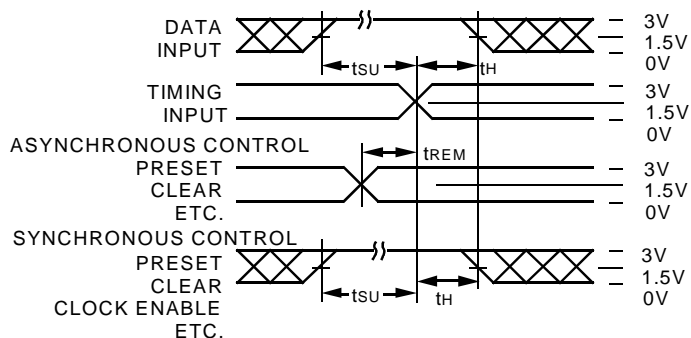 DATA
INPUT
tSU
tH
3V
1.5V
0V
TIMING
INPUT
3V
1.5V
0V
ASYNCHRONOUS CONTROL
PRESET
CLEAR
ETC.
tREM
3V
1.5V
0V
SYNCHRONOUS CONTROL
PRESET
CLEAR
CLOCK ENABLE
ETC.
tSU
tH
3V
1.5V
0V